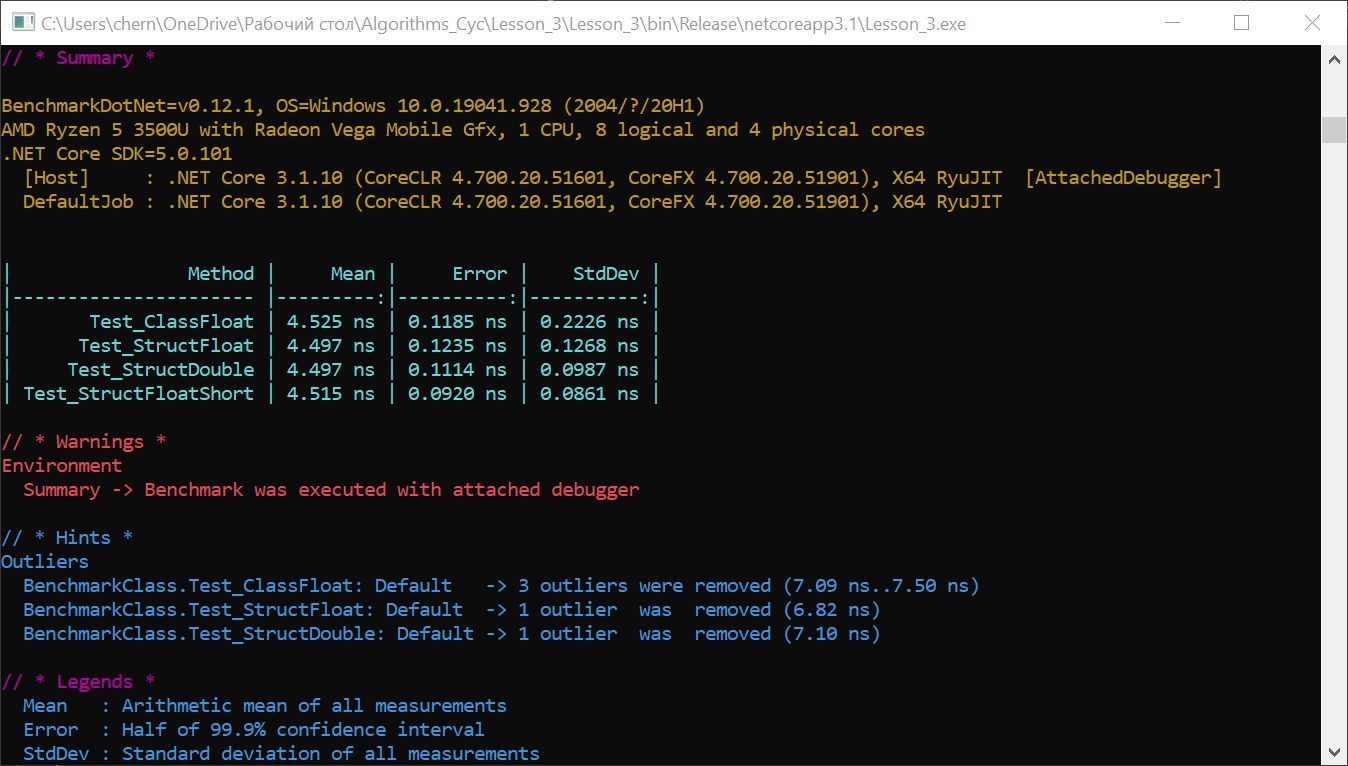 C:\Users\chern\OneDrive\Рабочий стол\Algorithms_Cyc\Lesson_3\Lesson_3\bin\Release\netcoreapp3.1\Lesson_3.exe
// * Summary *
BenchmarkDotNet=v0.12.1, OS=Windows 10.0.19041.928 (2004/?/20H1)
AMD Ryzen 5 3500U with Radeon Vega Mobile Gfx, 1 CPU, 8 logical and 4 physical cores
.NET Core SDK=5.0.101
  [Host]     : .NET Core 3.1.10 (CoreCLR 4.700.20.51601, CoreFX 4.700.20.51901), X64 RyuJIT  [AttachedDebugger]
  DefaultJob : .NET Core 3.1.10 (CoreCLR 4.700.20.51601, CoreFX 4.700.20.51901), X64 RyuJIT
|                Method |     Mean |     Error |    StdDev |
|---------------------- |---------:|----------:|----------:|
|       Test_ClassFloat | 4.525 ns | 0.1185 ns | 0.2226 ns |
|      Test_StructFloat | 4.497 ns | 0.1235 ns | 0.1268 ns |
|     Test_StructDouble | 4.497 ns | 0.1114 ns | 0.0987 ns |
| Test_StructFloatShort | 4.515 ns | 0.0920 ns | 0.0861 ns |
// * Warnings *
Environment
  Summary -> Benchmark was executed with attached debugger
// * Hints *
Outliers
  BenchmarkClass.Test_ClassFloat: Default   -> 3 outliers were removed (7.09 ns..7.50 ns)
  BenchmarkClass.Test_StructFloat: Default  -> 1 outlier  was  removed (6.82 ns)
  BenchmarkClass.Test_StructDouble: Default -> 1 outlier  was  removed (7.10 ns)
// * Legends *
  Mean   : Arithmetic mean of all measurements
  Error  : Half of 99.9% confidence interval
  StdDev : Standard deviation of all measurements